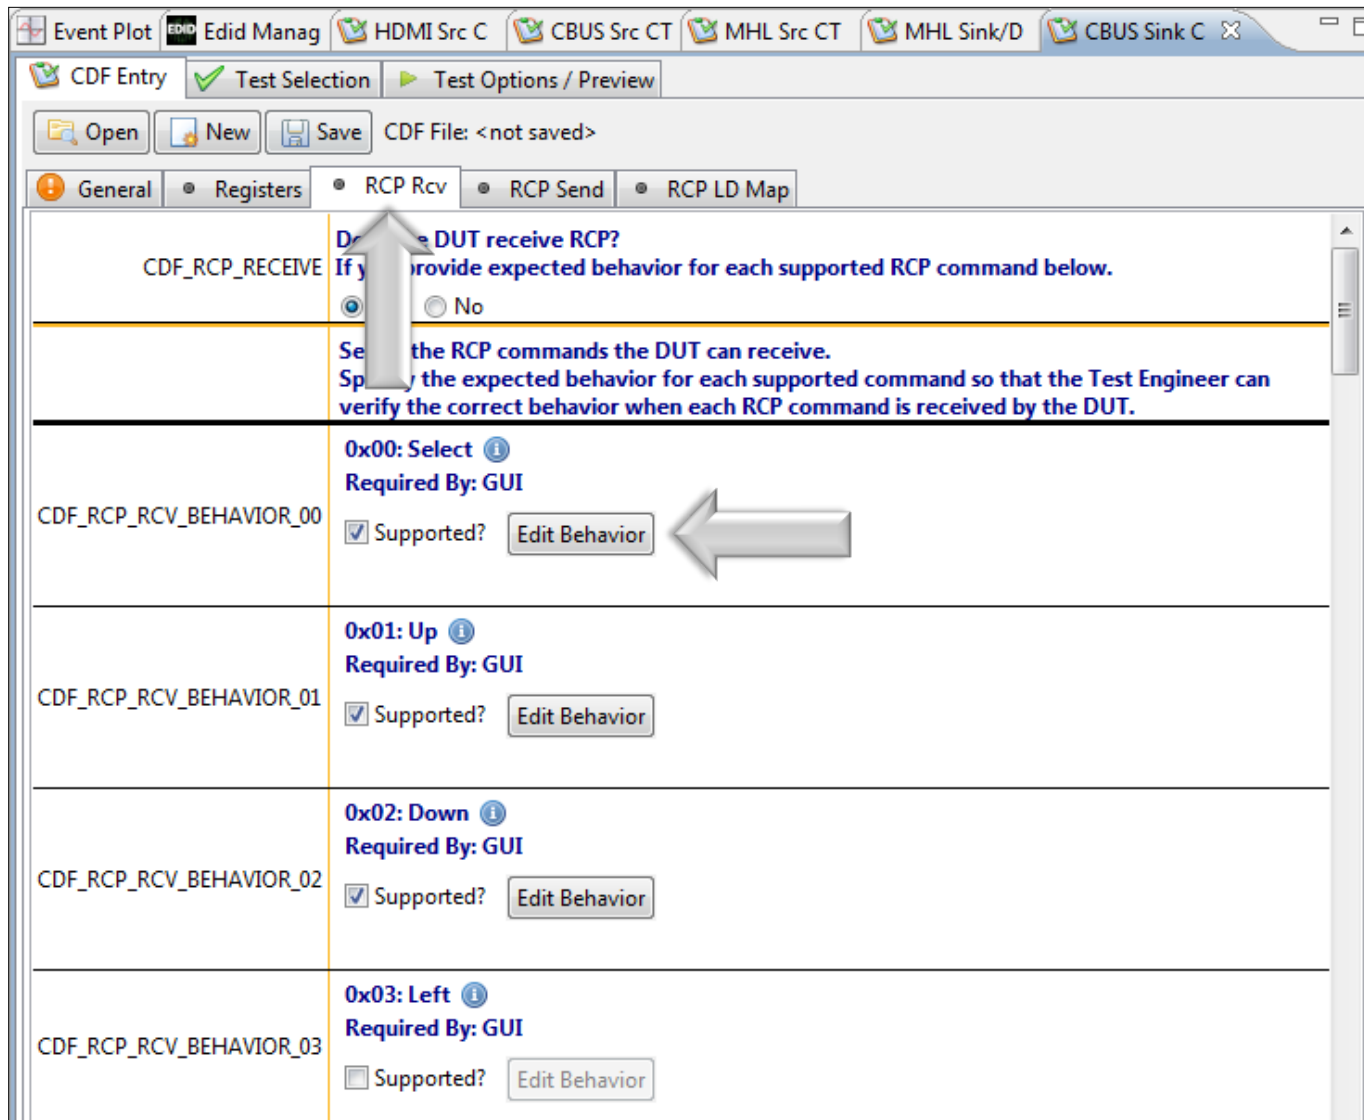 Event Plot EDID Edid Manag HDMI Src C CBUS Src CT MHL Src CT MHL Sink/D CBUS Sink C
CDF Entry Test Selection Test Options / Preview
Open New Save CDF File: <not saved>
General Registers RCP Rcv RCP Send RCP LD Map
DUT receive RCP?
CDF_RCP_RECEIVE If provide expected behavior for each supported RCP command below.
No
the RCP commands the DUT can receive.
the expected behavior for each supported command so that the Test Engineer can
verify the correct behavior when each RCP command is received by the DUT.
0x00: Select
Required By: GUI
CDF_RCP_RCV_BEHAVIOR_00
Supported? Edit Behavior
0x01: Up
Required By: GUI
CDF_RCP_RCV_BEHAVIOR_01
Supported? Edit Behavior
0x02: Down
Required By: GUI
CDF_RCP_RCV_BEHAVIOR_02
Supported? Edit Behavior
0x03: Left
Required By: GUI
CDF_RCP_RCV_BEHAVIOR_03
Supported? Edit Behavior